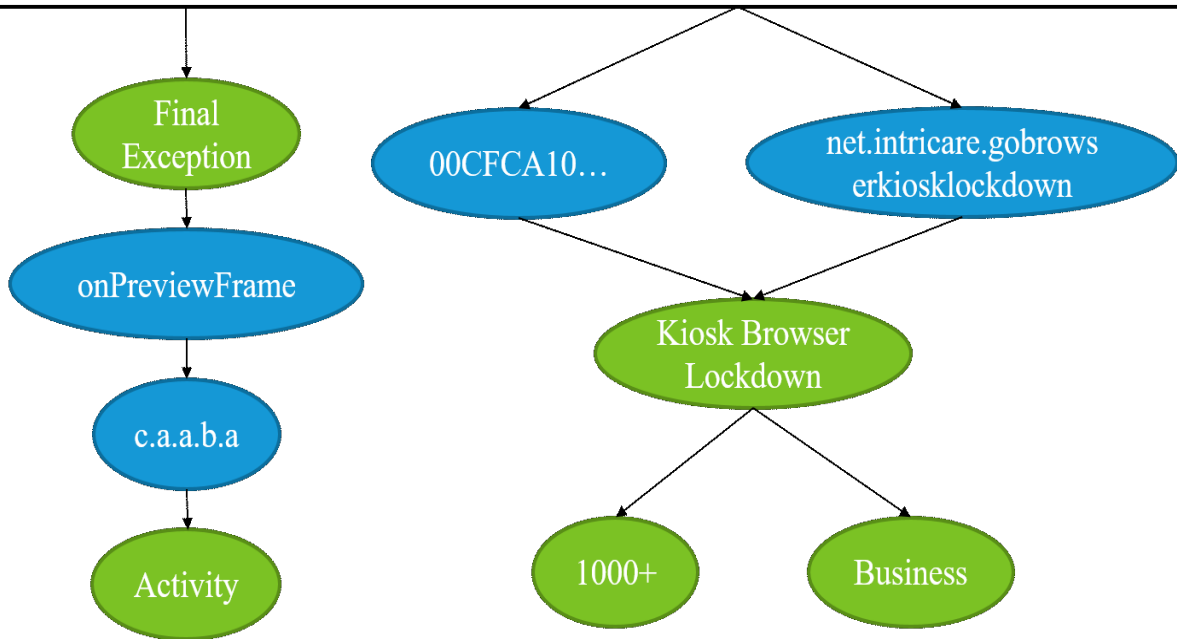 Final
Exception
00CFCA10…
net.intricare.gobrows
erkiosklockdown
onPreviewFrame
Kiosk Browser
Lockdown
c.a.a.b.a
Activity
1000+
Business